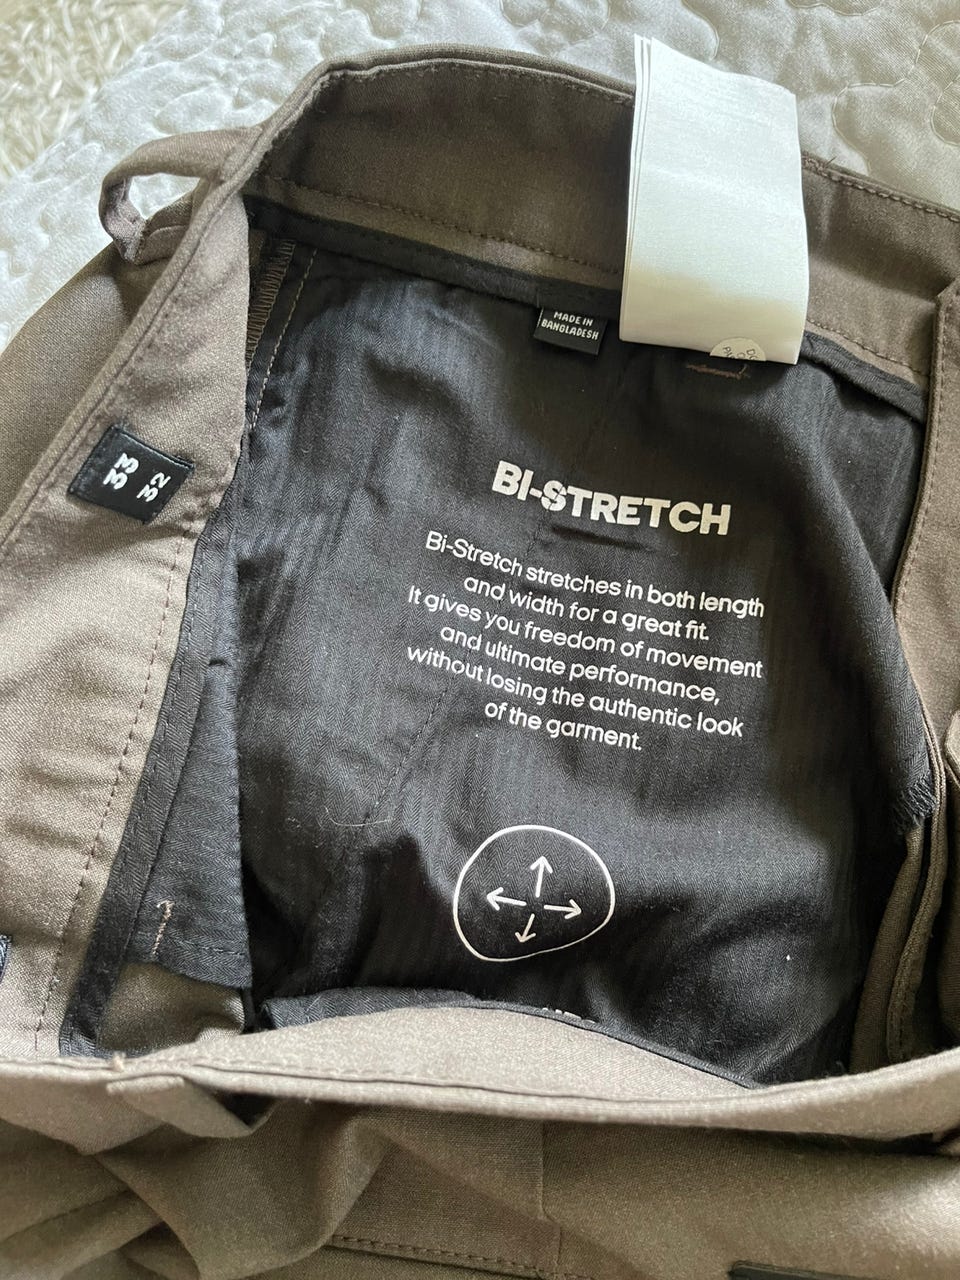 MADE IN
BANGLADESH
33
32
BI-STRETCH
Bi-Stretch stretches in both length
and width for a great fit.
It gives you freedom of movement
and ultimate performance,
without losing the authentic look
of the garment.